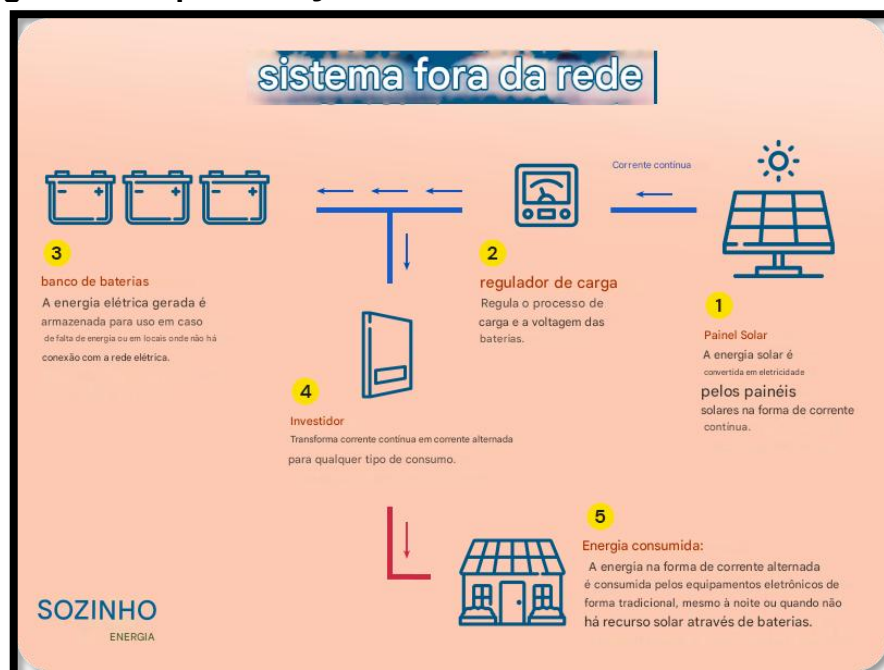 sistema fora da rede
Corrente contínua
1
Painel Solar
A energia solar é
convertida em eletricidade
pelos painéis
solares na forma de corrente
contínua.
2
regulador de carga
Regula o processo de
carga e a voltagem das
baterias.
3
banco de baterias
A energia elétrica gerada é
armazenada para uso em caso
de falta de energia ou em locais onde não há
conexão com a rede elétrica.
4
Investidor
Transforma corrente contínua em corrente alternada
para qualquer tipo de consumo.
5
Energia consumida:
A energia na forma de corrente alternada
é consumida pelos equipamentos eletrônicos de
forma tradicional, mesmo à noite ou quando não
há recurso solar através de baterias.
SOZINHO
ENERGIA